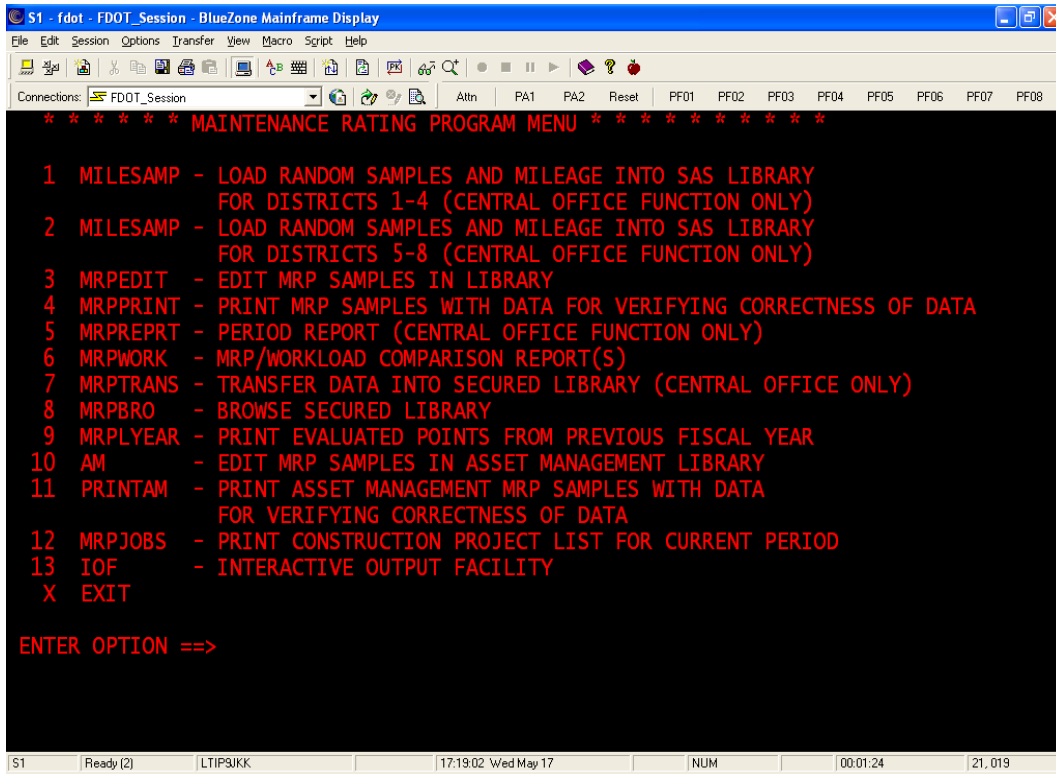 S1 - fdot - FDOT_Session - BlueZone Mainframe Display
File Edit Session Options Transfer View Macro Script Help
Connections: FDOT_Session Attn PA1 PA2 Reset PF01 PF02 PF03 PF04 PF05 PF06 PF07 PF08
* * * * * * MAINTENANCE RATING PROGRAM MENU * * * * * * * * * *
1 MILESAMP - LOAD RANDOM SAMPLES AND MILEAGE INTO SAS LIBRARY
FOR DISTRICTS 1-4 (CENTRAL OFFICE FUNCTION ONLY)
2 MILESAMP - LOAD RANDOM SAMPLES AND MILEAGE INTO SAS LIBRARY
FOR DISTRICTS 5-8 (CENTRAL OFFICE FUNCTION ONLY)
3 MRPEDIT - EDIT MRP SAMPLES IN LIBRARY
4 MRPPRINT - PRINT MRP SAMPLES WITH DATA FOR VERIFYING CORRECTNESS OF DATA
5 MRPREPRT - PERIOD REPORT (CENTRAL OFFICE FUNCTION ONLY)
6 MRPWORK - MRP/WORKLOAD COMPARISON REPORT(S)
7 MRPTRANS - TRANSFER DATA INTO SECURED LIBRARY (CENTRAL OFFICE ONLY)
8 MRPBRO - BROWSE SECURED LIBRARY
9 MRPLYEAR - PRINT EVALUATED POINTS FROM PREVIOUS FISCAL YEAR
10 AM - EDIT MRP SAMPLES IN ASSET MANAGEMENT LIBRARY
11 PRINTAM - PRINT ASSET MANAGEMENT MRP SAMPLES WITH DATA
FOR VERIFYING CORRECTNESS OF DATA
12 MRPJOBS - PRINT CONSTRUCTION PROJECT LIST FOR CURRENT PERIOD
13 IOF - INTERACTIVE OUTPUT FACILITY
X EXIT
ENTER OPTION ==>
S1 Ready (2) LTIP9JKK 17:19:02 Wed May 17 NUM 00:01:24 21, 019